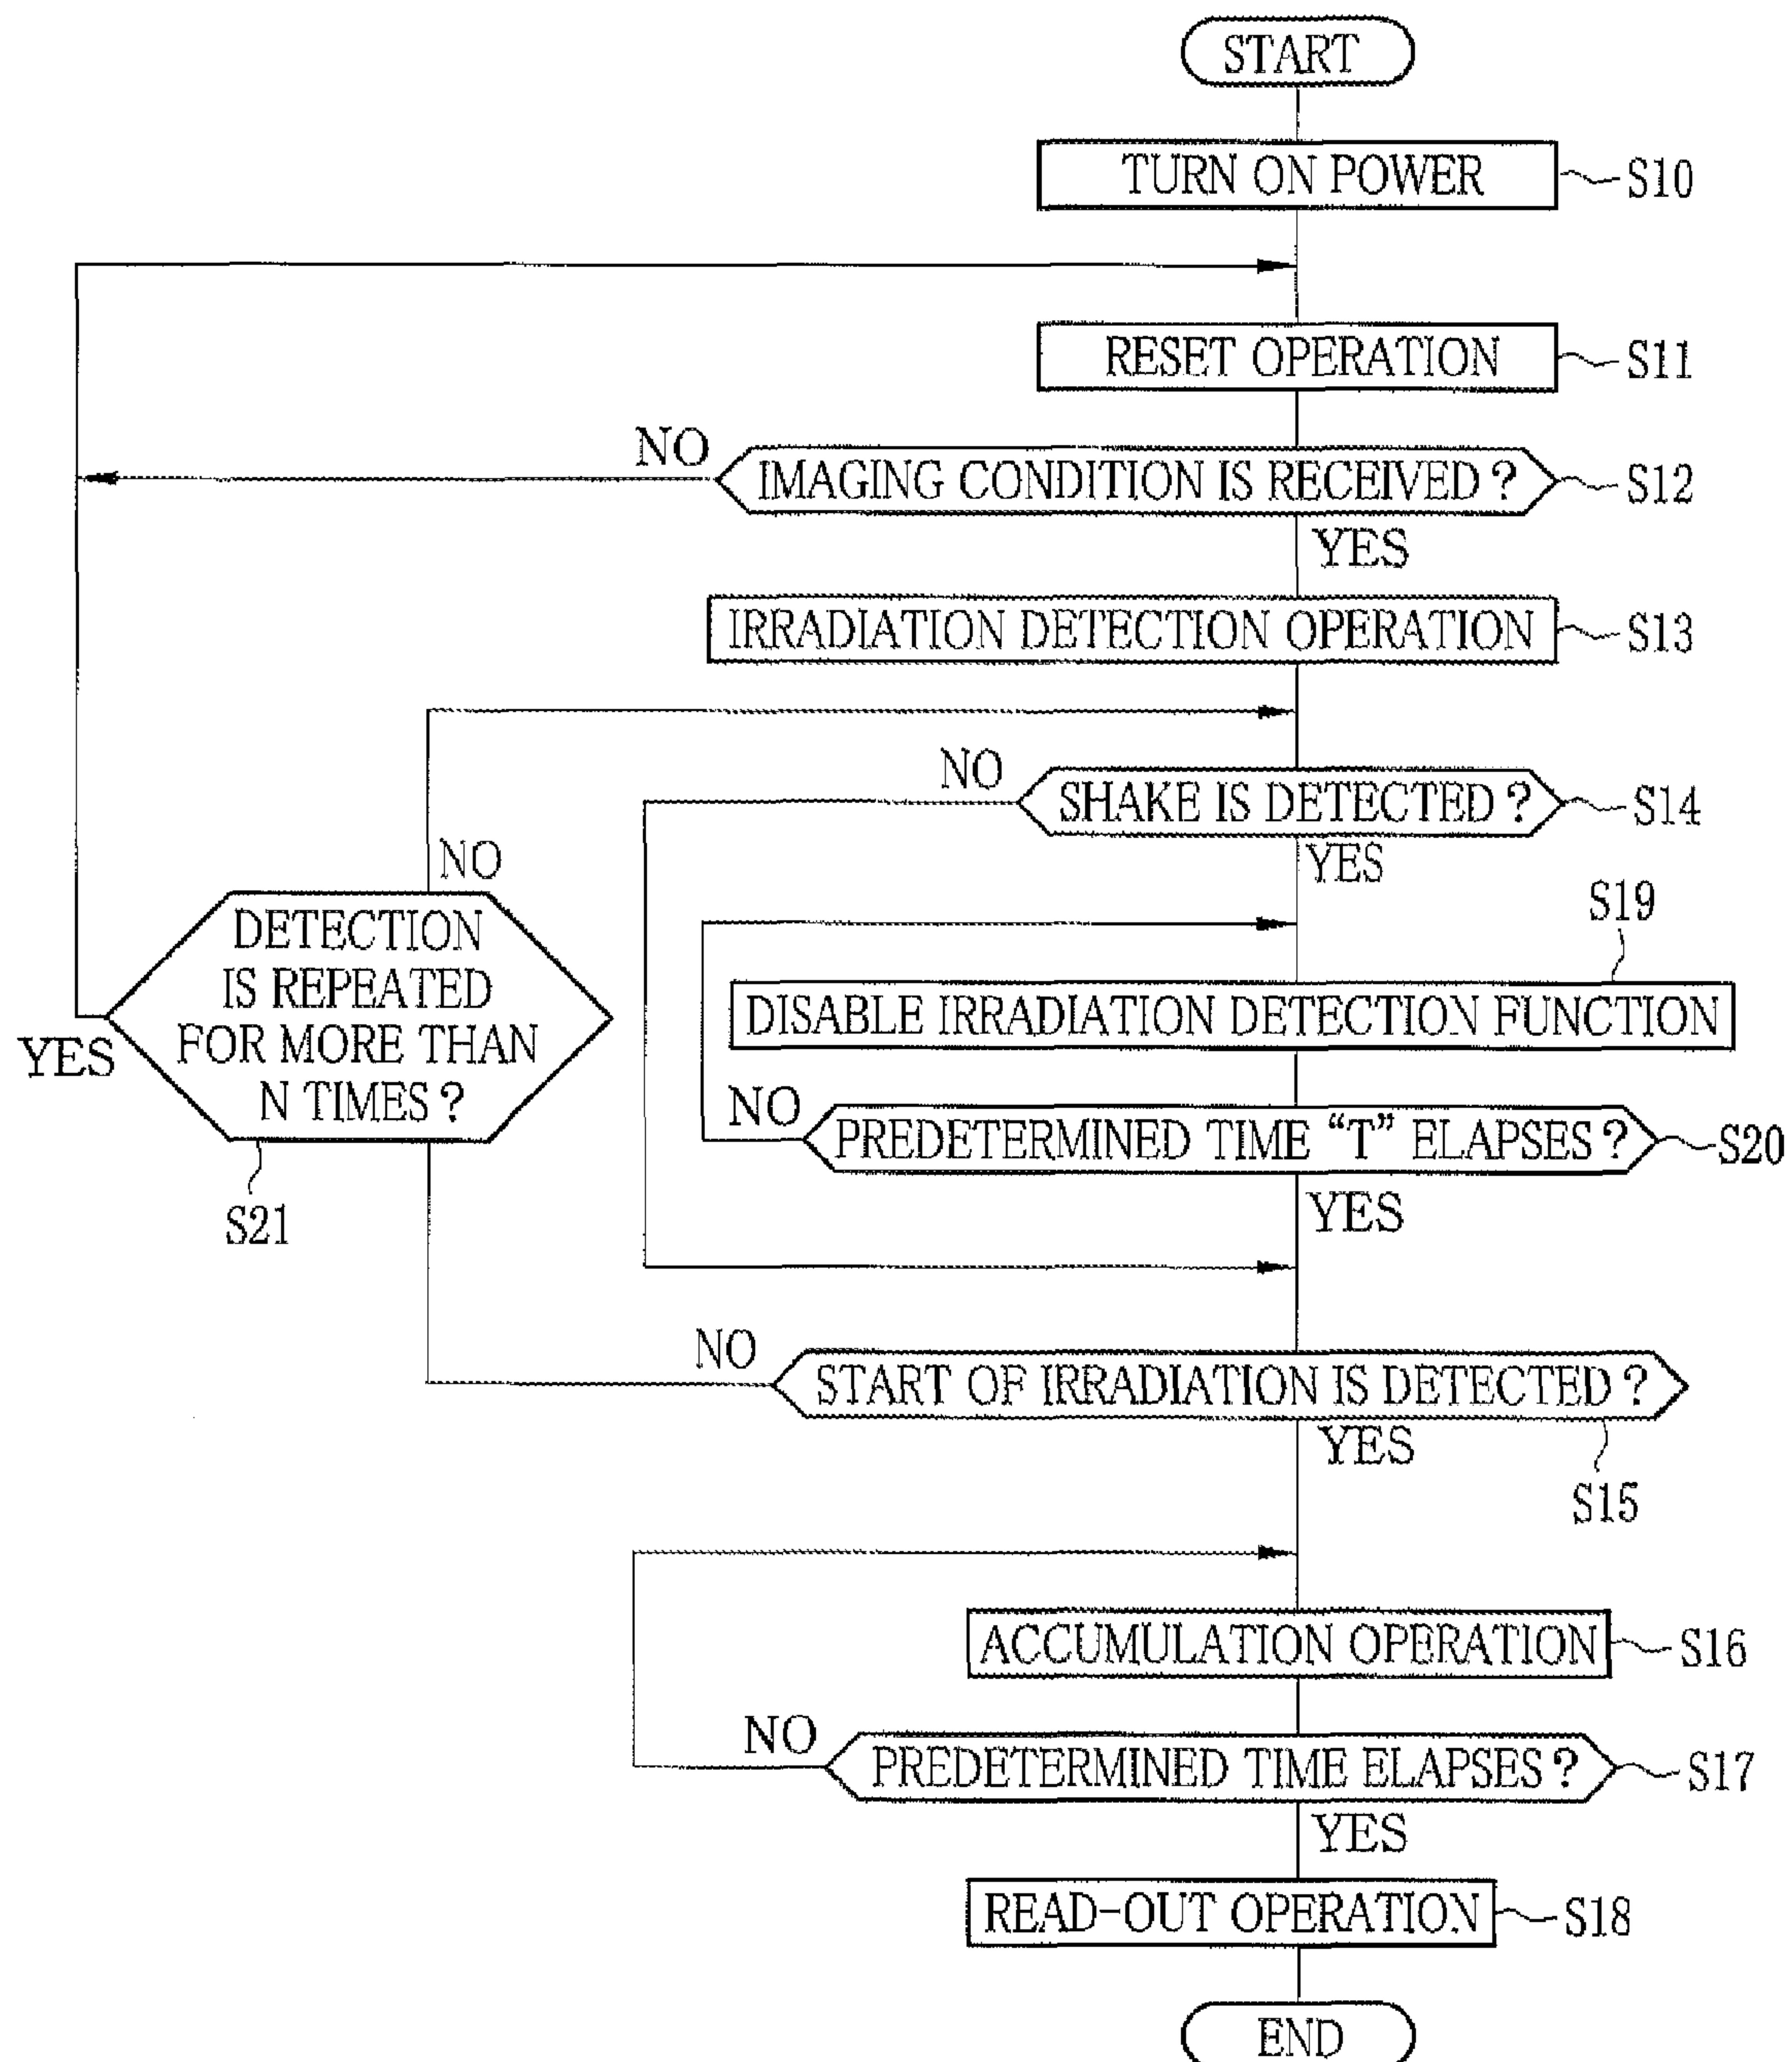 START
TURN ON POWER
S10
RESET OPERATION
S11
NO
IMAGING CONDITION IS RECEIVED?
S12
YES
IRRADIATION DETECTION OPERATION
S13
NO
SHAKE IS DETECTED?
S14
YES
NO
DETECTION
IS REPEATED
FOR MORE THAN
N TIMES?
YES
S21
S19
DISABLE IRRADIATION DETECTION FUNCTION
NO
PREDETERMINED TIME “T” ELAPSES?
S20
YES
NO
START OF IRRADIATION IS DETECTED?
YES
S15
ACCUMULATION OPERATION
S16
NO
PREDETERMINED TIME ELAPSES?
S17
YES
READ-OUT OPERATION
S18
END